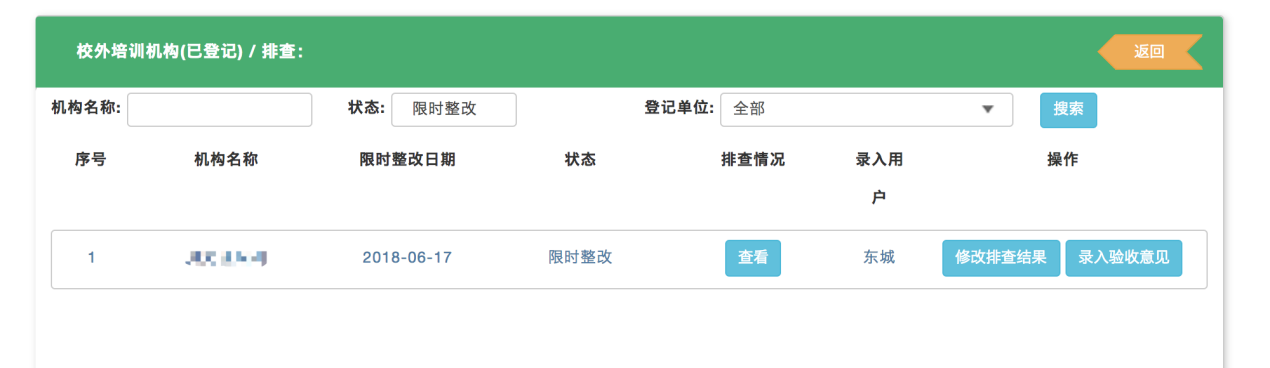 校外培训机构(已登记) / 排查:
返回
机构名称: 状态: 限时整改 登记单位: 全部 搜索
序号 机构名称 限时整改日期 状态 排查情况 录入用户 操作
1 2018-06-17 限时整改 查看 东城 修改排查结果 录入验收意见